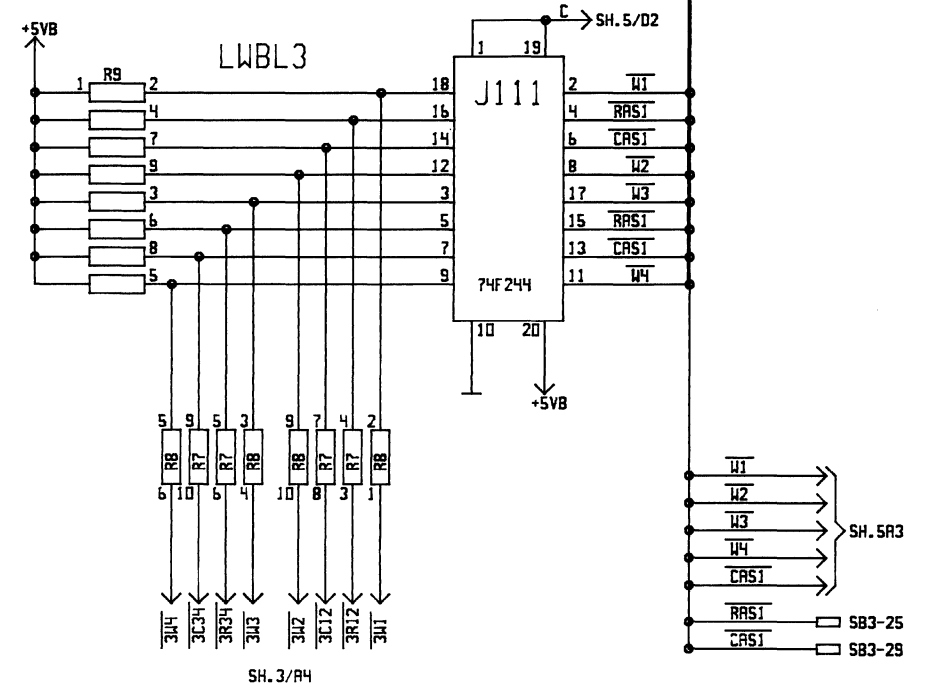 C SH.5/D2
+5VB
LWBL3
1 19
1 R9 2 18 J111 2 W1
4 16 4 RAS1
7 14 6 CAS1
9 12 8 W2
3 3 17 W3
6 5 15 RAS1
8 7 13 CAS1
5 9 74F244 11 W4
10 20
+5VB
5 9 5 3 9 7 4 2
R8 R7 R7 R8 R8 R7 R7 R8
6 10 6 4 10 8 3 1
3W4 3C34 3R34 3W3 3W2 3C12 3R12 3W1
SH.3/A4
W1
W2
W3 SH.5A3
W4
CAS1
RAS1 SB3-25
CAS1 SB3-29